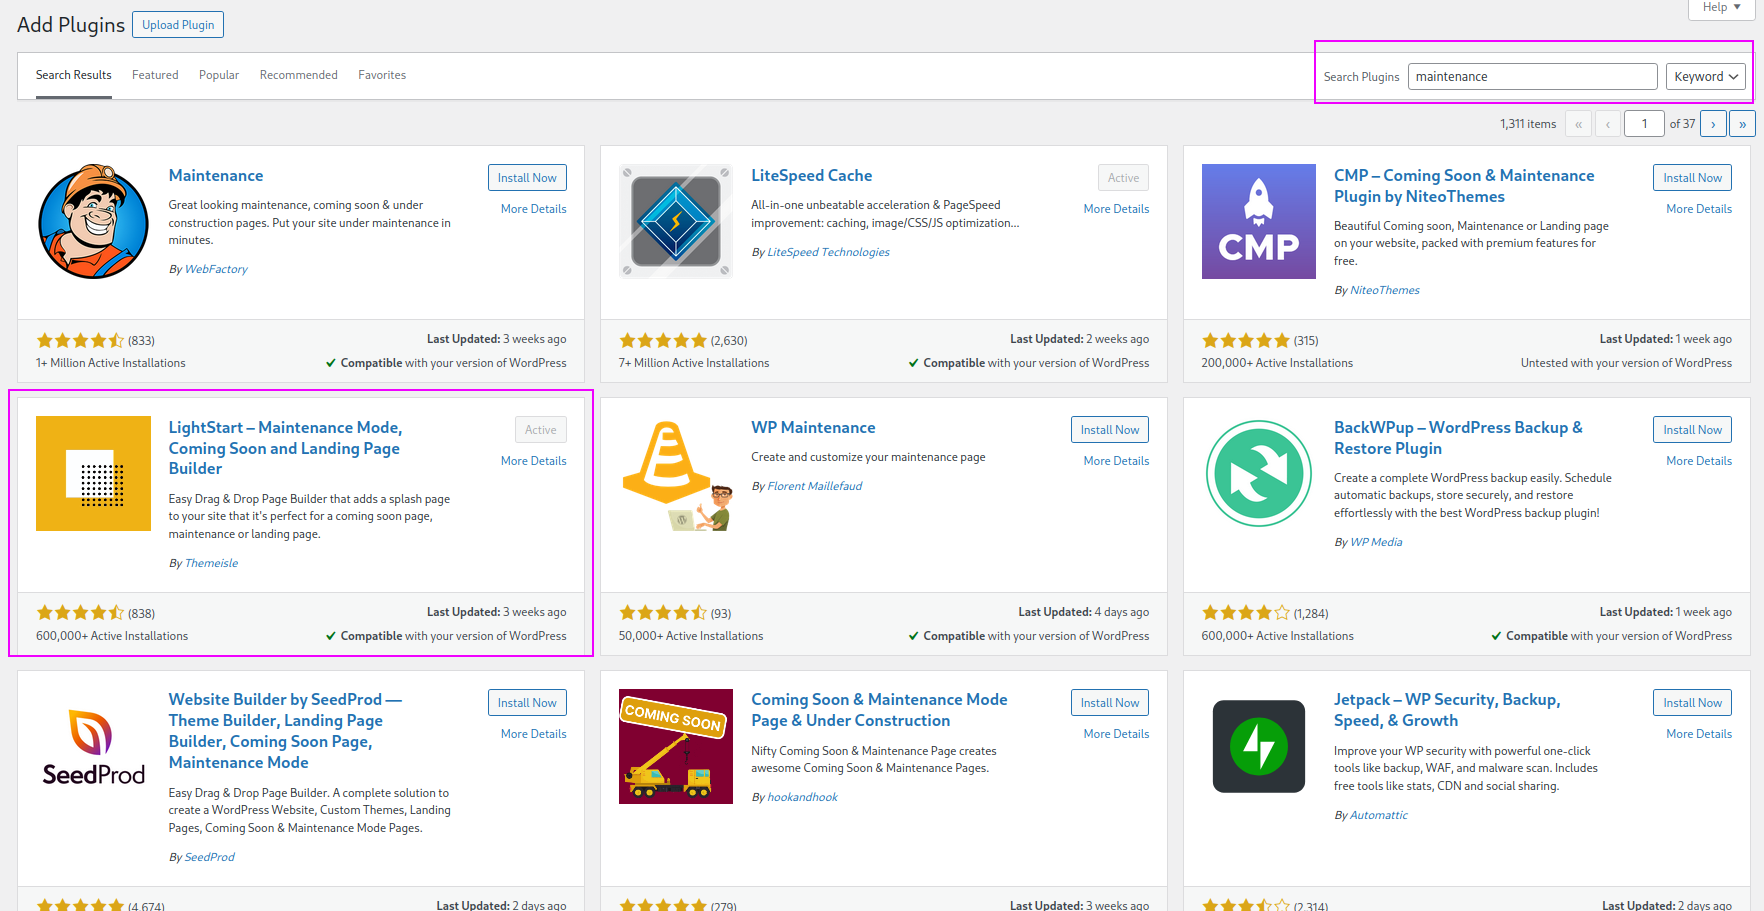 Help
Add Plugins Upload Plugin
Search Results Featured Popular Recommended Favorites Search Plugins maintenance Keyword
1,311 items « ‹ 1 of 37 › »
Maintenance
Install Now
More Details
Great looking maintenance, coming soon & under
construction pages. Put your site under maintenance in
minutes.
By WebFactory
(833)
Last Updated: 3 weeks ago
1+ Million Active Installations
Compatible with your version of WordPress
LiteSpeed Cache
Active
More Details
All-in-one unbeatable acceleration & PageSpeed
improvement: caching, image/CSS/JS optimization...
By LiteSpeed Technologies
(2,630)
Last Updated: 2 weeks ago
7+ Million Active Installations
Compatible with your version of WordPress
CMP
CMP – Coming Soon & Maintenance
Plugin by NiteoThemes
Install Now
More Details
Beautiful Coming soon, Maintenance or Landing page
on your website, packed with premium features for
free.
By NiteoThemes
(315)
Last Updated: 1 week ago
200,000+ Active Installations
Untested with your version of WordPress
LightStart – Maintenance Mode,
Coming Soon and Landing Page
Builder
Active
More Details
Easy Drag & Drop Page Builder that adds a splash page
to your site that it's perfect for a coming soon page,
maintenance or landing page.
By Themeisle
(838)
Last Updated: 3 weeks ago
600,000+ Active Installations
Compatible with your version of WordPress
WP Maintenance
Install Now
More Details
Create and customize your maintenance page
By Florent Maillefaud
(93)
Last Updated: 4 days ago
50,000+ Active Installations
Compatible with your version of WordPress
BackWPup – WordPress Backup &
Restore Plugin
Install Now
More Details
Create a complete WordPress backup easily. Schedule
automatic backups, store securely, and restore
effortlessly with the best WordPress backup plugin!
By WP Media
(1,284)
Last Updated: 1 week ago
600,000+ Active Installations
Compatible with your version of WordPress
SeedProd
Website Builder by SeedProd —
Theme Builder, Landing Page
Builder, Coming Soon Page,
Maintenance Mode
Install Now
More Details
Easy Drag & Drop Page Builder. A complete solution to
create a WordPress Website, Custom Themes, Landing
Pages, Coming Soon & Maintenance Mode Pages.
By SeedProd
(4,674)
Last Updated: 2 days ago
COMING SOON
Coming Soon & Maintenance Mode
Page & Under Construction
Install Now
More Details
Nifty Coming Soon & Maintenance Page creates
awesome Coming Soon & Maintenance Pages.
By hookandhook
(279)
Last Updated: 3 weeks ago
Jetpack – WP Security, Backup,
Speed, & Growth
Install Now
More Details
Improve your WP security with powerful one-click
tools like backup, WAF, and malware scan. Includes
free tools like stats, CDN and social sharing.
By Automattic
(2,314)
Last Updated: 2 days ago